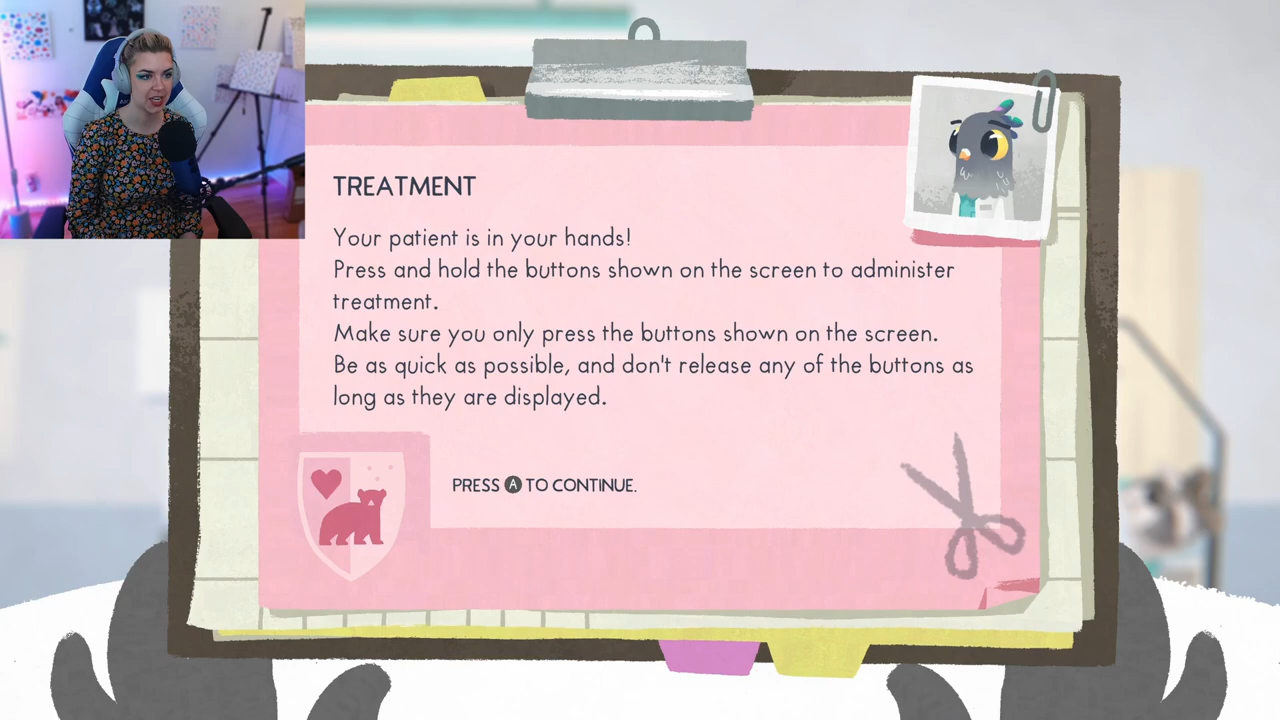 TREATMENT
Your patient is in your hands!
Press and hold the buttons shown on the screen to administer
treatment.
Make sure you only press the buttons shown on the screen.
Be as quick as possible, and don't release any of the buttons as
long as they are displayed.
PRESS A TO CONTINUE.